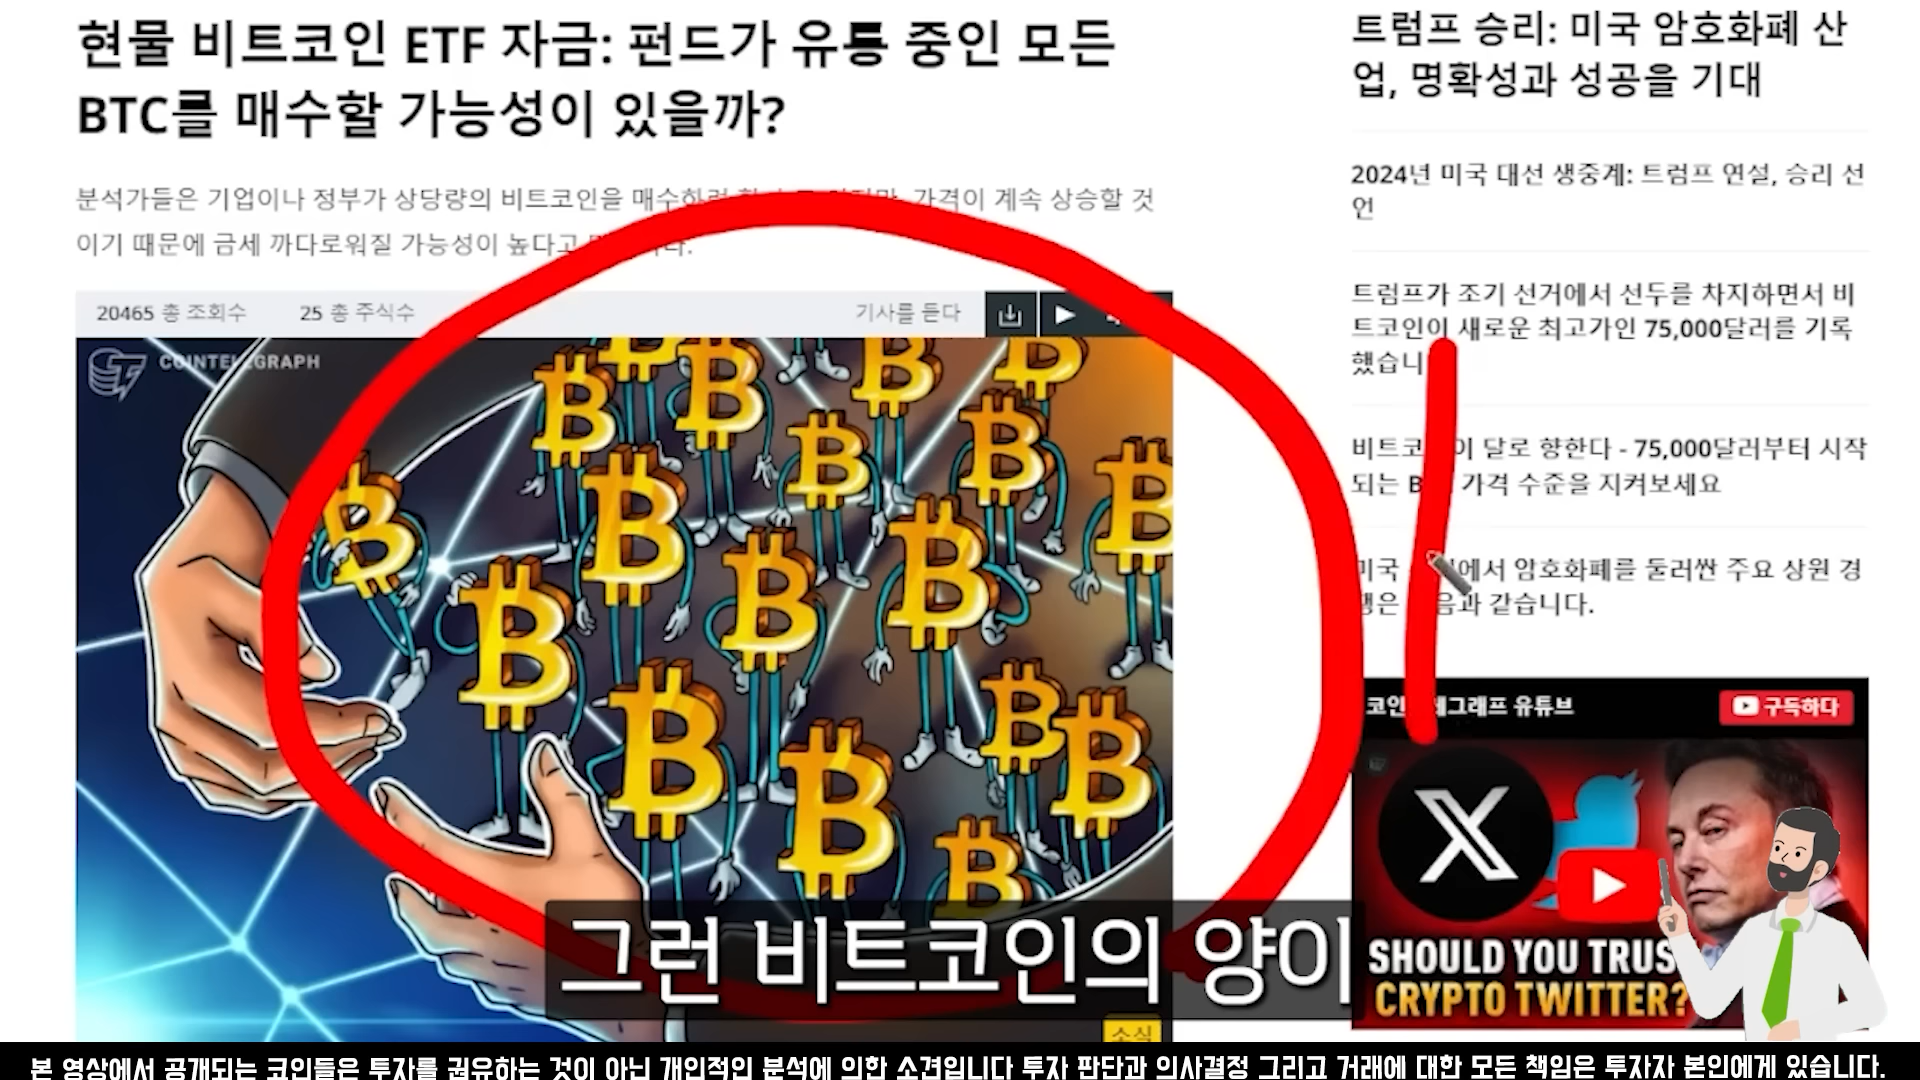 현물 비트코인 ETF 자금: 펀드가 유통 중인 모든
BTC를 매수할 가능성이 있을까?
분석가들은 기업이나 정부가 상당량의 비트코인을 가격이 계속 상승할 것
이기 때문에 금세 까다로워질 가능성이 높다고
20465 총 조회수
25 총 주식수
기사를 듣다
COINTELEGRAPH
트럼프 승리: 미국 암호화폐 산
업, 명확성과 성공을 기대
2024년 미국 대선 생중계: 트럼프 연설, 승리 선
언
트럼프가 조기 선거에서 선두를 차지하면서 비
트코인이 새로운 최고가인 75,000달러를 기록
했습니
이 달로 향한다 - 75,000달러부터 시작
되는 가격 수준을 지켜보세요
미국 에서 암호화폐를 둘러싼 주요 상원 경
같습니다.
유튜브
구독하다
SHOULD YOU TRUS
CRYPTO TWITTER?
그런 비트코인의 양이
소식
본 영상에서 공개되는 코인들은 투자를 권유하는 것이 아닌 개인적인 분석에 의한 소견입니다 투자 판단과 의사결정 그리고 거래에 대한 모든 책임은 투자자 본인에게 있습니다.